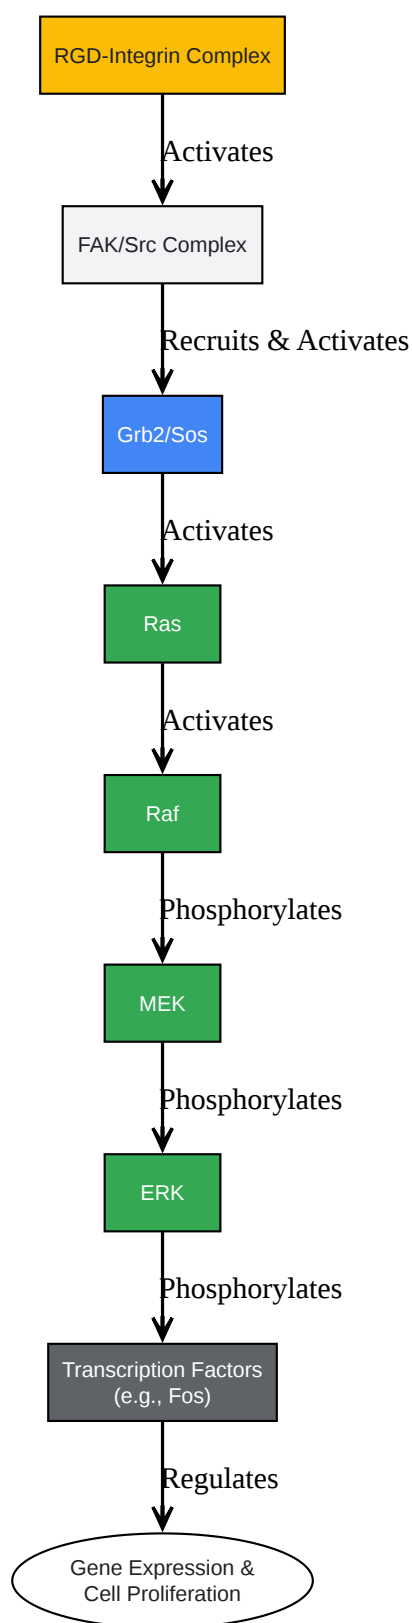 RGD-Integrin Complex
Activates
FAK/Src Complex
Recruits & Activates
Grb2/Sos
Activates
Ras
Activates
Raf
Phosphorylates
MEK
Phosphorylates
ERK
Phosphorylates
Transcription Factors
(e.g., Fos)
Regulates
Gene Expression &
Cell Proliferation